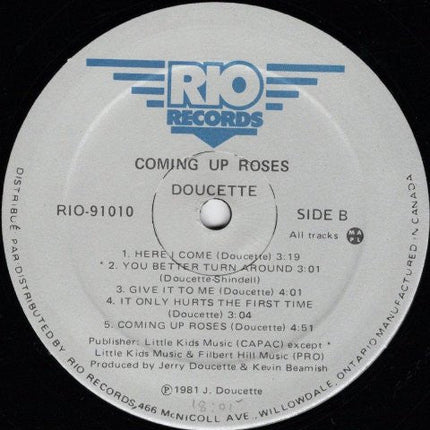 RIO
RECORDS
COMING UP ROSES
DOUCETTE
RIO-91010
SIDE B
All tracks MAPL
1. HERE I COME (Doucette) 3:19
* 2. YOU BETTER TURN AROUND 3:01
(Doucette-Shindell)
3. GIVE IT TO ME (Doucette) 4:01
4. IT ONLY HURTS THE FIRST TIME
(Doucette) 3:04
5. COMING UP ROSES (Doucette) 4:51
Publisher: Little Kids Music (CAPAC) except *
Little Kids Music & Filbert Hill Music (PRO)
Produced by Jerry Doucette & Kevin Beamish
℗ 1981 J. Doucette
DISTRIBUÉ PAR DISTRIBUTED BY RIO RECORDS, 466 McNICOLL AVE., WILLOWDALE, ONTARIO MANUFACTURED IN CANADA
18:01